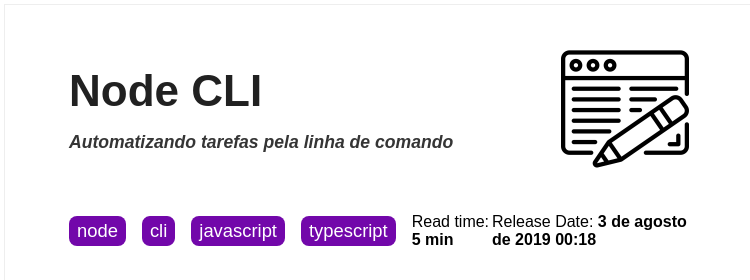 Node CLI
Automatizando tarefas pela linha de comando
node cli javascript typescript
Read time: 5 min
Release Date: 3 de agosto de 2019 00:18